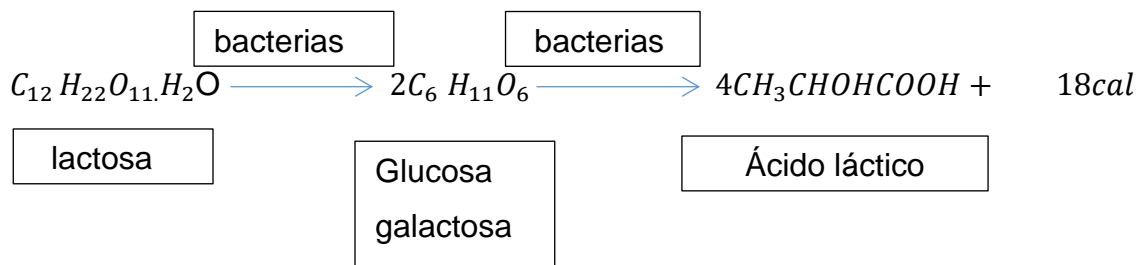 bacterias bacterias
C₁₂ H₂₂O₁₁.H₂O ⟶ 2C₆ H₁₁O₆ ⟶ 4CH₃CHOHCOOH + 18cal
lactosa
Glucosa
galactosa
Ácido láctico